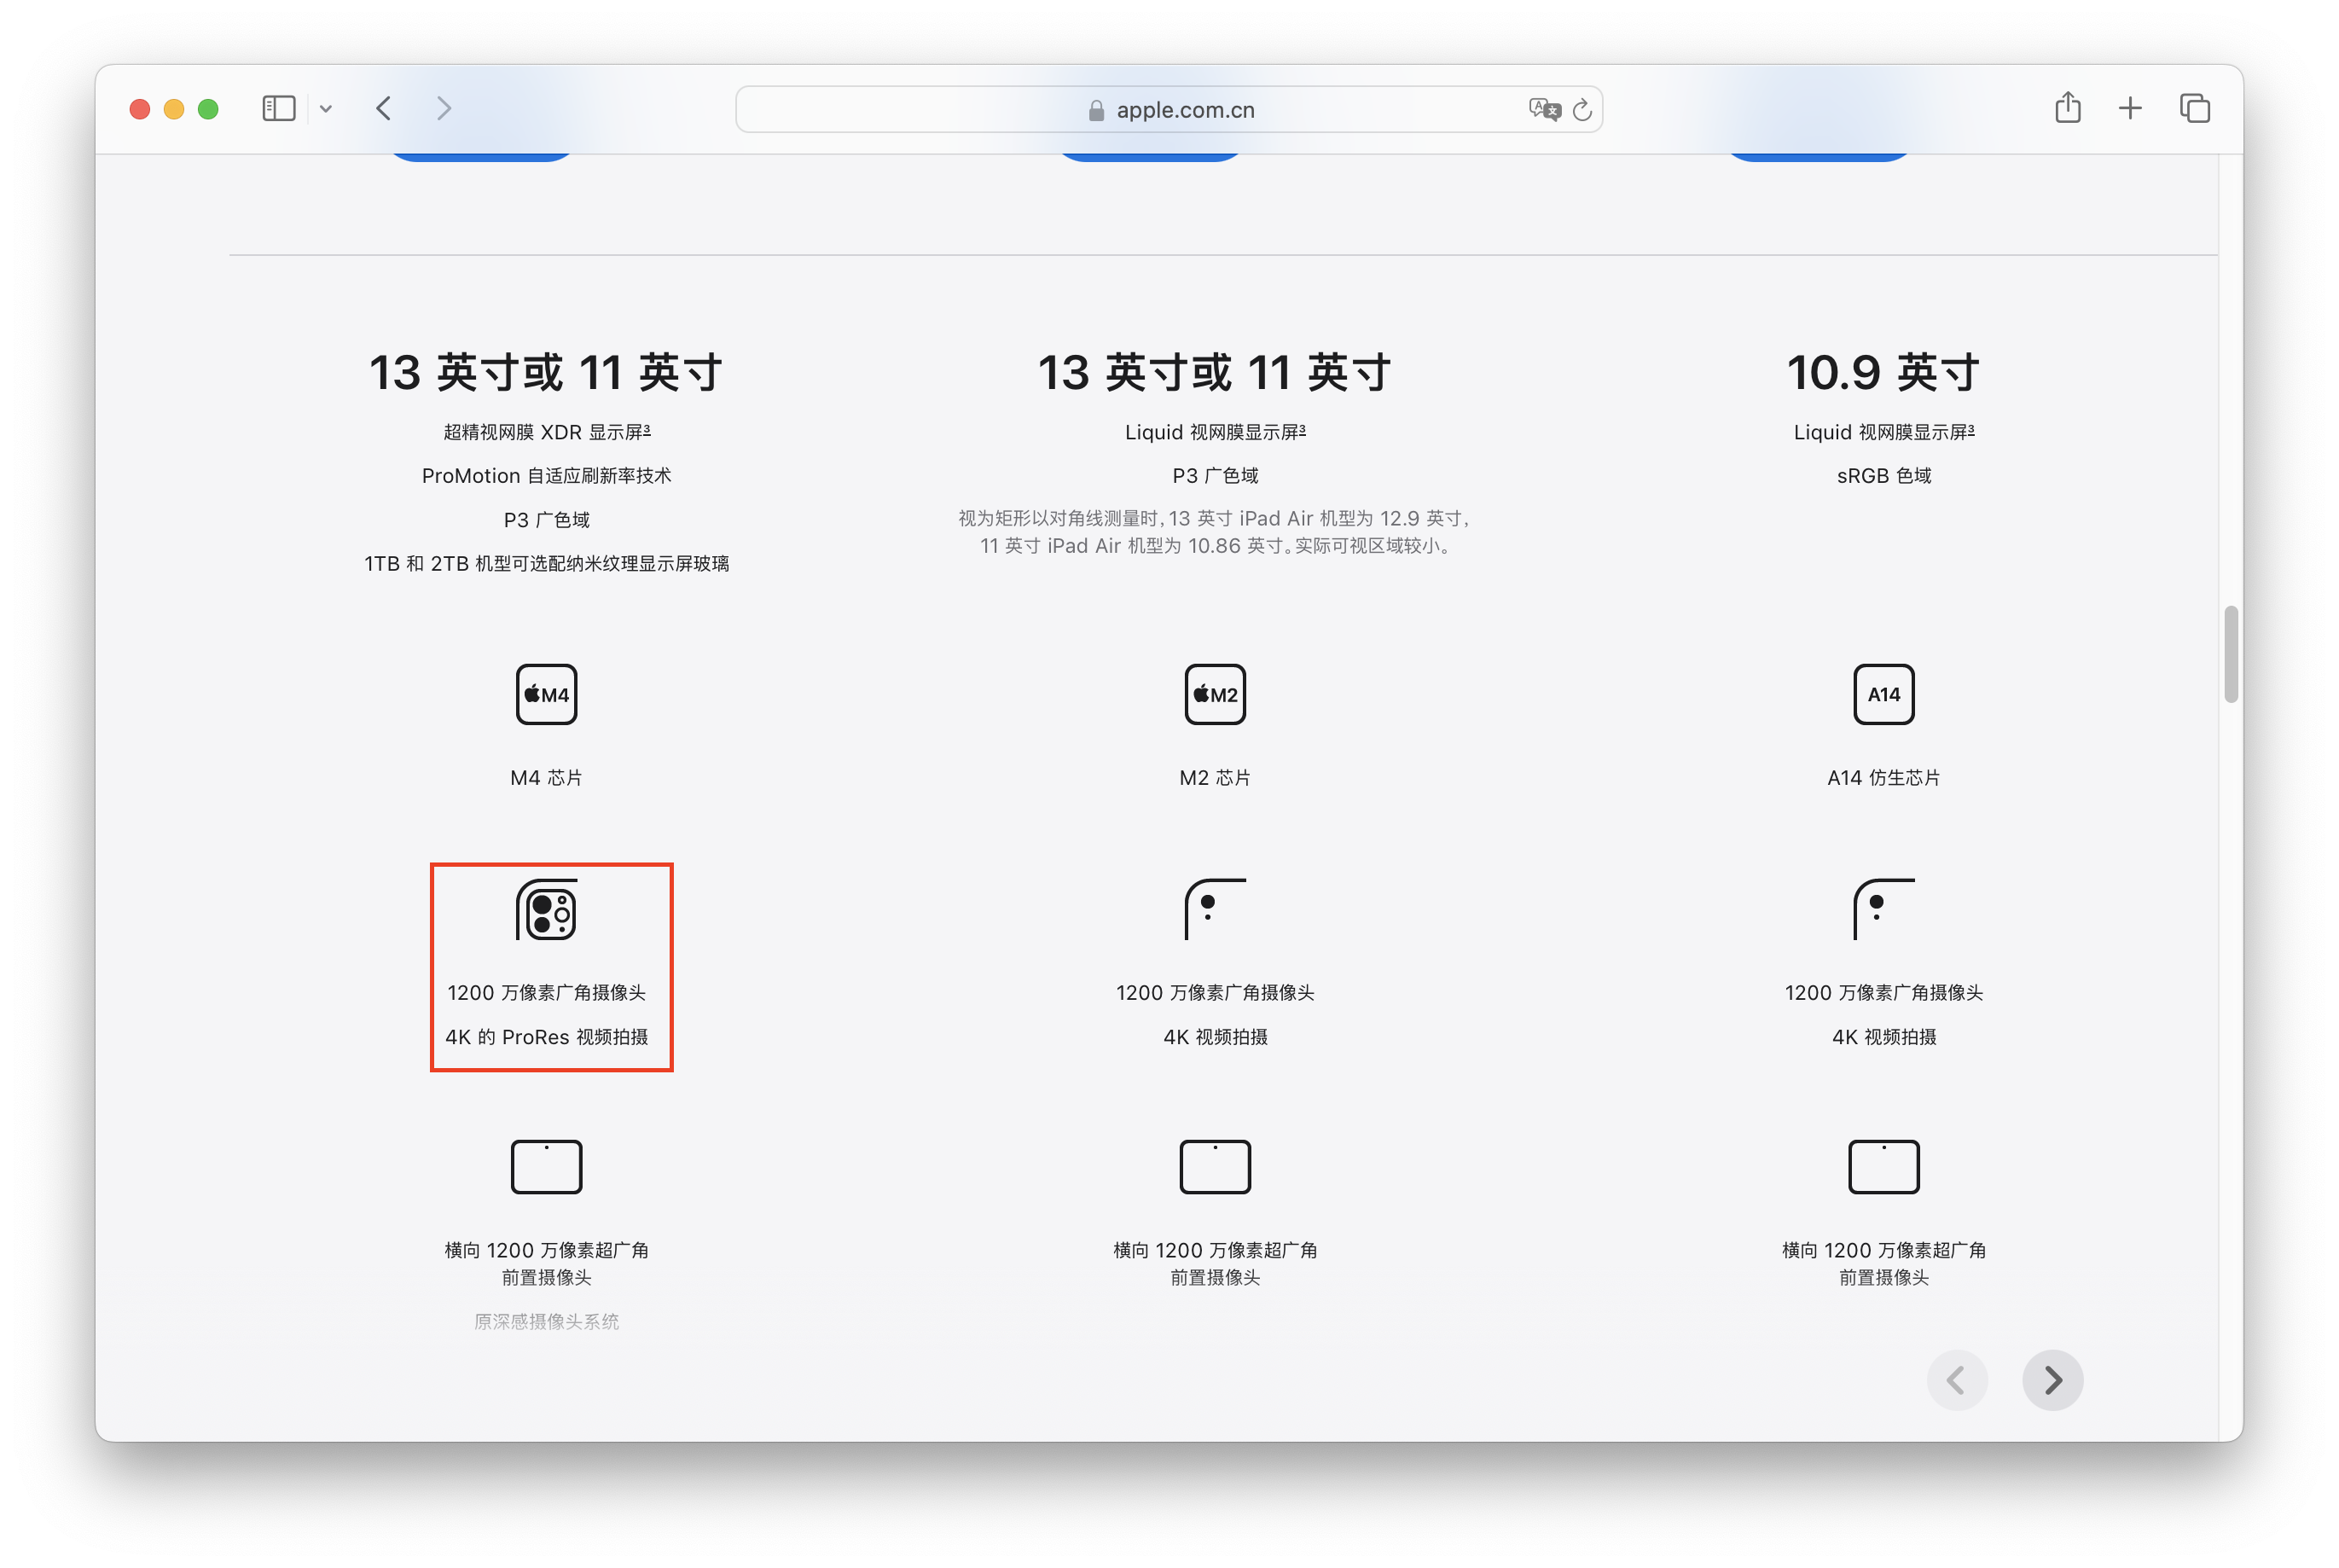 apple.com.cn
13 英寸或 11 英寸
超精视网膜 XDR 显示屏³
ProMotion 自适应刷新率技术
P3 广色域
1TB 和 2TB 机型可选配纳米纹理显示屏玻璃
M4
M4 芯片
1200 万像素广角摄像头
4K 的 ProRes 视频拍摄
横向 1200 万像素超广角
前置摄像头
原深感摄像头系统
13 英寸或 11 英寸
Liquid 视网膜显示屏³
P3 广色域
视为矩形以对角线测量时，13 英寸 iPad Air 机型为 12.9 英寸，
11 英寸 iPad Air 机型为 10.86 英寸。实际可视区域较小。
M2
M2 芯片
1200 万像素广角摄像头
4K 视频拍摄
横向 1200 万像素超广角
前置摄像头
10.9 英寸
Liquid 视网膜显示屏³
sRGB 色域
A14
A14 仿生芯片
1200 万像素广角摄像头
4K 视频拍摄
横向 1200 万像素超广角
前置摄像头